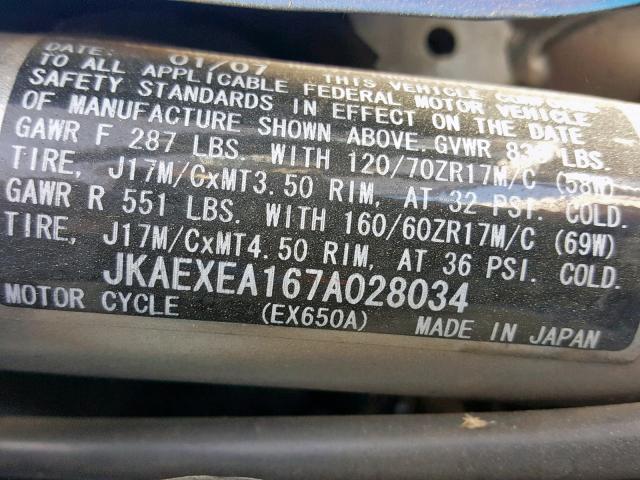 DATE: 01/07 THIS VEHICLE CONFORMS
TO ALL APPLICABLE FEDERAL MOTOR VEHICLE
SAFETY STANDARDS IN EFFECT ON THE DATE
OF MANUFACTURE SHOWN ABOVE. GVWR LBS.
GAWR F 287 LBS. WITH 120/70ZR17M/C (58W)
TIRE, J17M/CxMT3.50 RIM, AT 32 PSI. COLD.
GAWR R 551 LBS. WITH 160/60ZR17M/C (69W)
TIRE, J17M/CxMT4.50 RIM, AT 36 PSI. COLD.
JKAEXEA167A028034
MOTOR CYCLE (EX650A) MADE IN JAPAN